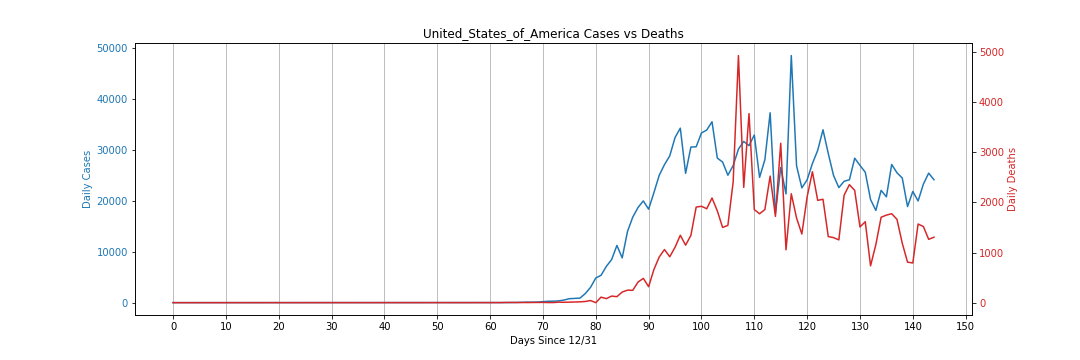 United_States_of_America Cases vs Deaths
50000
40000
30000
20000
10000
0
Daily Cases
5000
4000
3000
2000
1000
0
Daily Deaths
0 10 20 30 40 50 60 70 80 90 100 110 120 130 140 150
Days Since 12/31